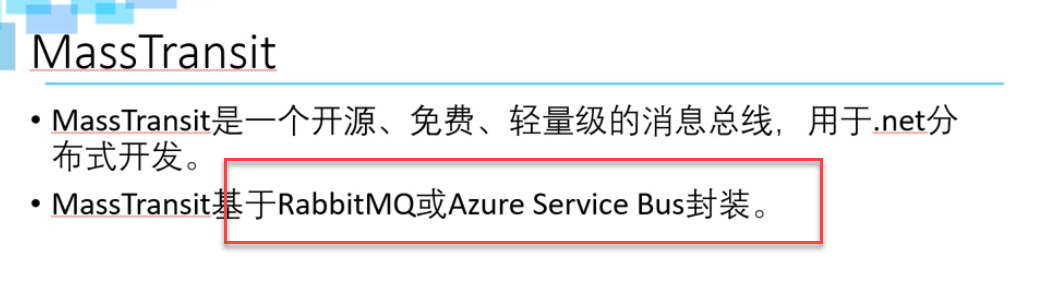 MassTransit
• MassTransit是一个开源、免费、轻量级的消息总线，用于.net分
布式开发。
• MassTransit基于RabbitMQ或Azure Service Bus封装。